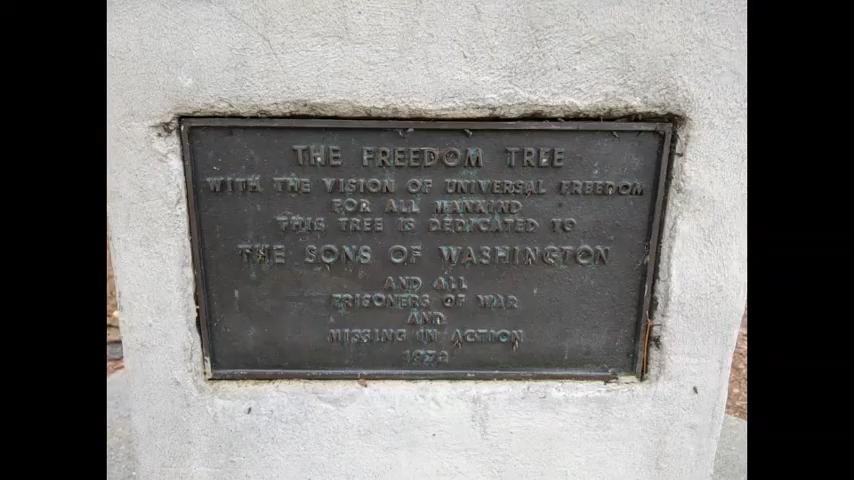 THE FREEDOM TREE
WITH THE VISION OF UNIVERSAL FREEDOM
FOR ALL MANKIND
THIS TREE IS DEDICATED TO
THE SONS OF WASHINGTON
AND ALL
PRISONERS OF WAR
AND
MISSING IN ACTION
1972